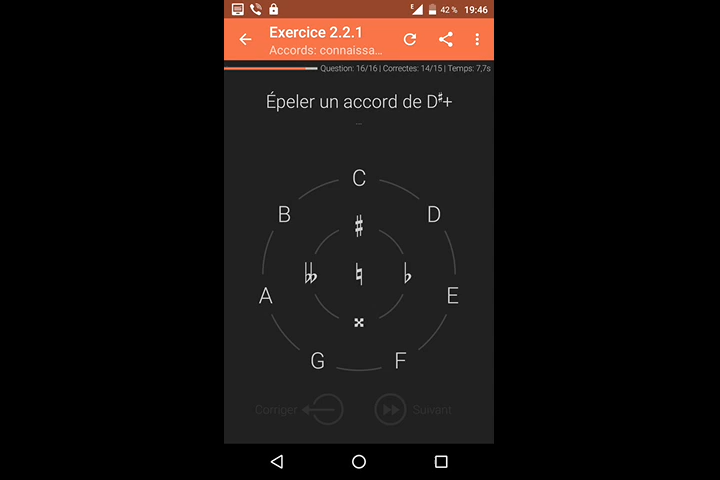 42 % 19:46
Exercice 2.2.1
Accords: connaissa...
Question: 16/16 | Correctes: 14/15 | Temps: 7,7s
Épeler un accord de D♯+
C
B D
♯
𝄫 ♮ ♭
A E
𝄪
G F
Corriger Suivant